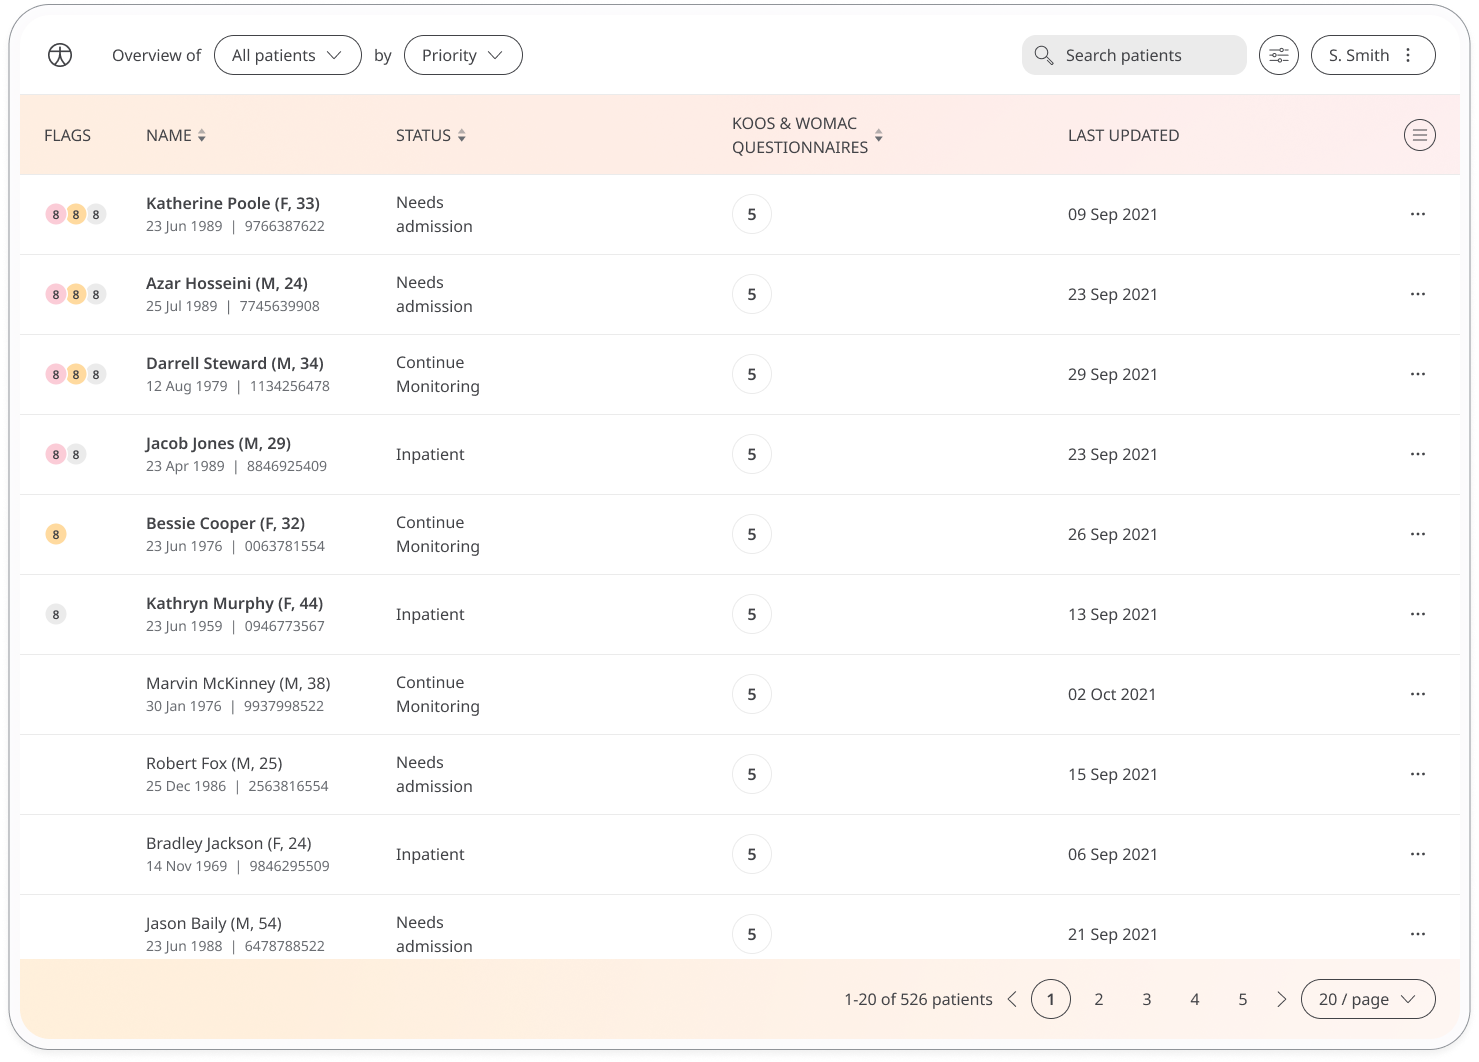 Overview of All patients by Priority Search patients S. Smith
FLAGS NAME STATUS KOOS & WOMAC QUESTIONNAIRES LAST UPDATED
8 8 8 Katherine Poole (F, 33) Needs admission 5 09 Sep 2021 ...
23 Jun 1989 | 9766387622
8 8 8 Azar Hosseini (M, 24) Needs admission 5 23 Sep 2021 ...
25 Jul 1989 | 7745639908
8 8 8 Darrell Steward (M, 34) Continue Monitoring 5 29 Sep 2021 ...
12 Aug 1979 | 1134256478
8 8 Jacob Jones (M, 29) Inpatient 5 23 Sep 2021 ...
23 Apr 1989 | 8846925409
8 Bessie Cooper (F, 32) Continue Monitoring 5 26 Sep 2021 ...
23 Jun 1976 | 0063781554
8 Kathryn Murphy (F, 44) Inpatient 5 13 Sep 2021 ...
23 Jun 1959 | 0946773567
Marvin McKinney (M, 38) Continue Monitoring 5 02 Oct 2021 ...
30 Jan 1976 | 9937998522
Robert Fox (M, 25) Needs admission 5 15 Sep 2021 ...
25 Dec 1986 | 2563816554
Bradley Jackson (F, 24) Inpatient 5 06 Sep 2021 ...
14 Nov 1969 | 9846295509
Jason Baily (M, 54) Needs admission 5 21 Sep 2021 ...
23 Jun 1988 | 6478788522
1-20 of 526 patients 1 2 3 4 5 20 / page